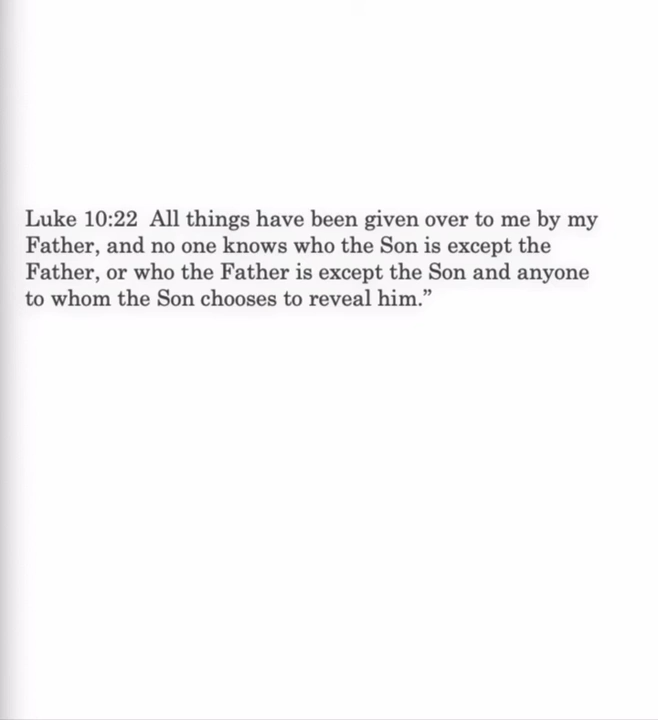 Luke 10:22  All things have been given over to me by my
Father, and no one knows who the Son is except the
Father, or who the Father is except the Son and anyone
to whom the Son chooses to reveal him.”